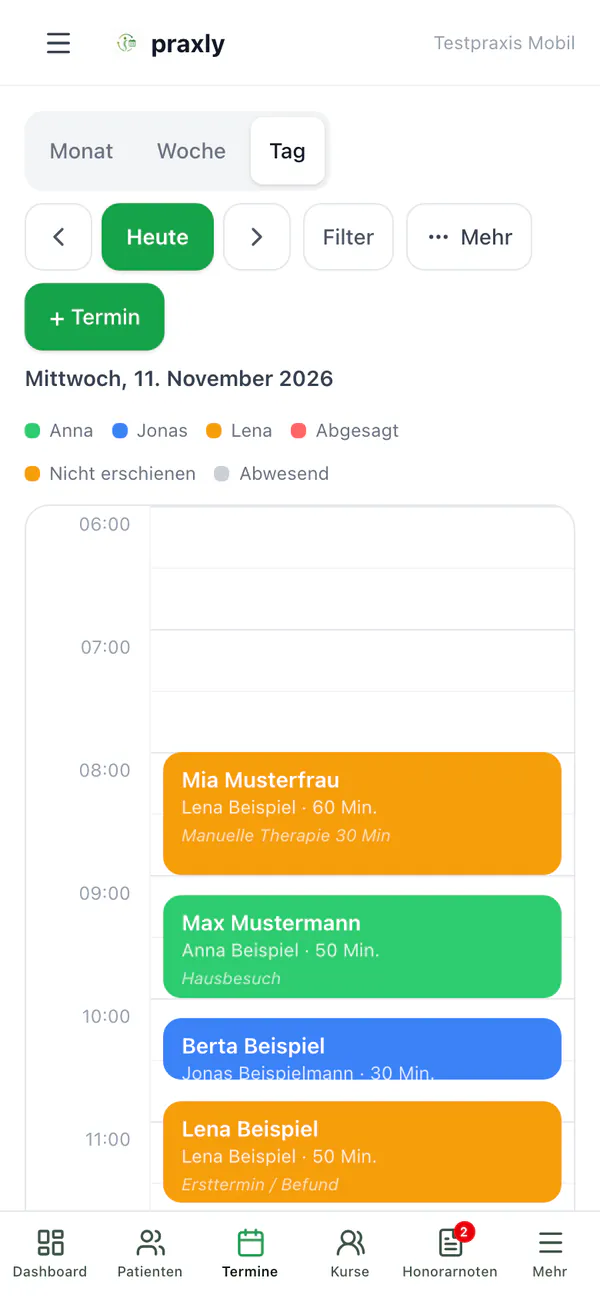 praxly
Testpraxis Mobil
Monat Woche Tag
Heute Filter ··· Mehr
+ Termin
Mittwoch, 11. November 2026
Anna Jonas Lena Abgesagt
Nicht erschienen Abwesend
06:00
07:00
08:00
Mia Musterfrau
Lena Beispiel · 60 Min.
Manuelle Therapie 30 Min
09:00
Max Mustermann
Anna Beispiel · 50 Min.
Hausbesuch
10:00
Berta Beispiel
Jonas Beispielmann · 30 Min.
11:00
Lena Beispiel
Lena Beispiel · 50 Min.
Ersttermin / Befund
2
Dashboard Patienten Termine Kurse Honorarnoten Mehr